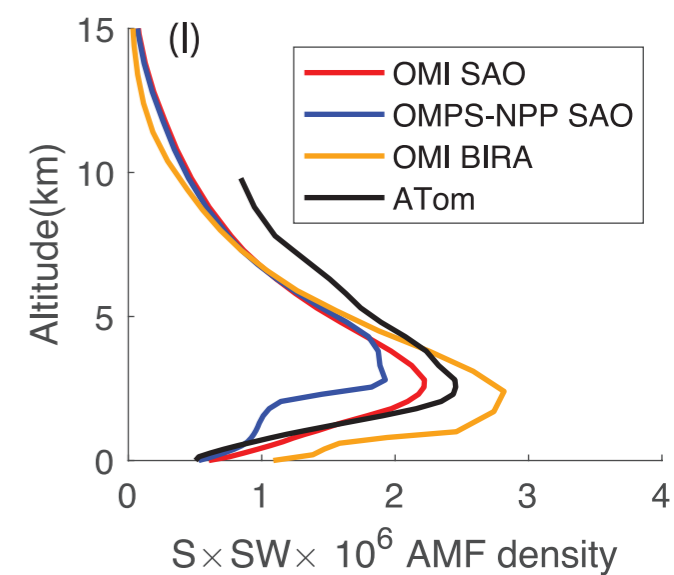 (l)
15
10
5
0
Altitude(km)
OMI SAO
OMPS-NPP SAO
OMI BIRA
ATom
0 1 2 3 4
S×SW× 10⁶ AMF density